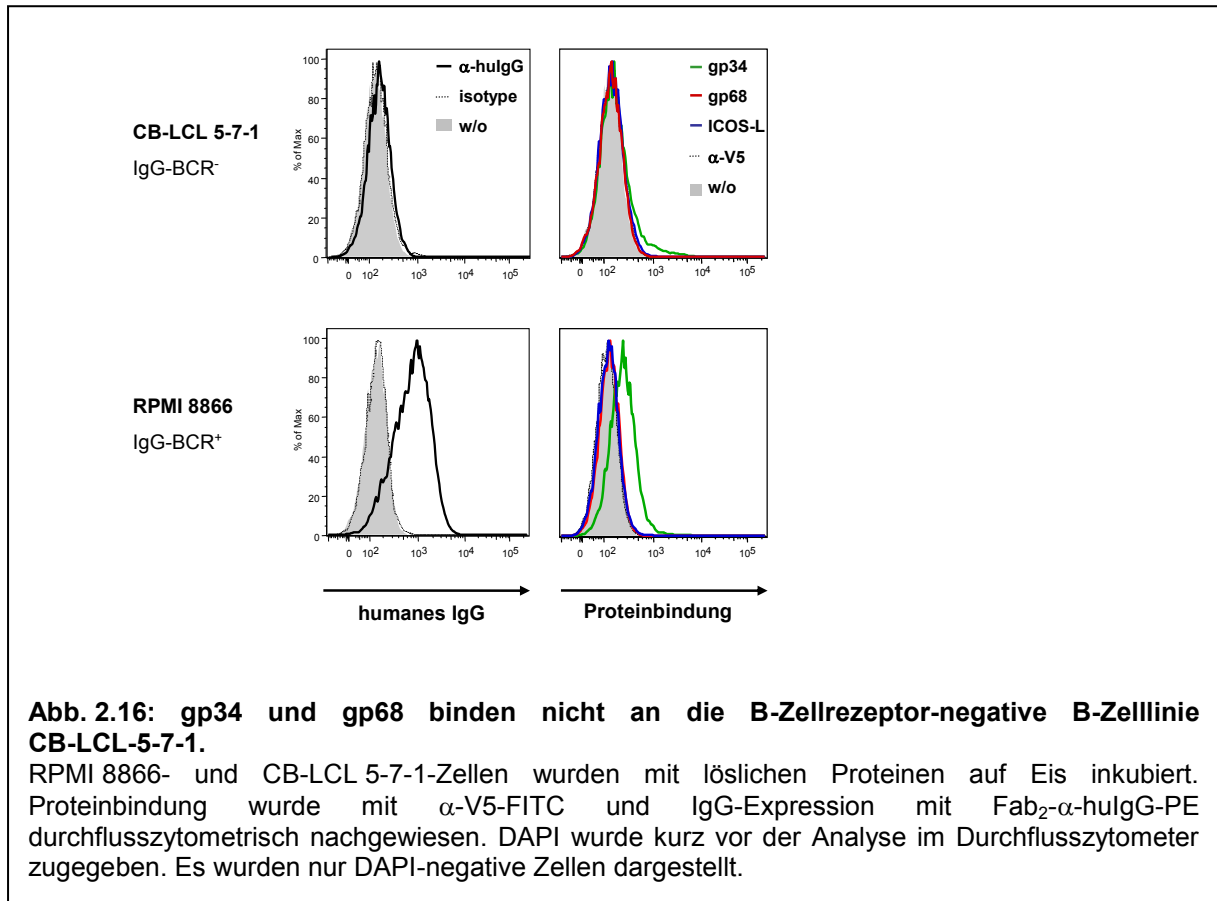 α-huIgG
isotype
w/o
gp34
gp68
ICOS-L
α-V5
w/o
CB-LCL 5-7-1
IgG-BCR⁻
% of Max
100
80
60
40
20
0
0 10² 10³ 10⁴ 10⁵
0 10² 10³ 10⁴ 10⁵
RPMI 8866
IgG-BCR⁺
% of Max
100
80
60
40
20
0
0 10² 10³ 10⁴ 10⁵
0 10² 10³ 10⁴ 10⁵
humanes IgG
Proteinbindung
Abb. 2.16: gp34 und gp68 binden nicht an die B-Zellrezeptor-negative B-Zelllinie
CB-LCL-5-7-1.
RPMI 8866- und CB-LCL 5-7-1-Zellen wurden mit löslichen Proteinen auf Eis inkubiert.
Proteinbindung wurde mit α-V5-FITC und IgG-Expression mit Fab₂-α-huIgG-PE
durchflusszytometrisch nachgewiesen. DAPI wurde kurz vor der Analyse im Durchflusszytometer
zugegeben. Es wurden nur DAPI-negative Zellen dargestellt.